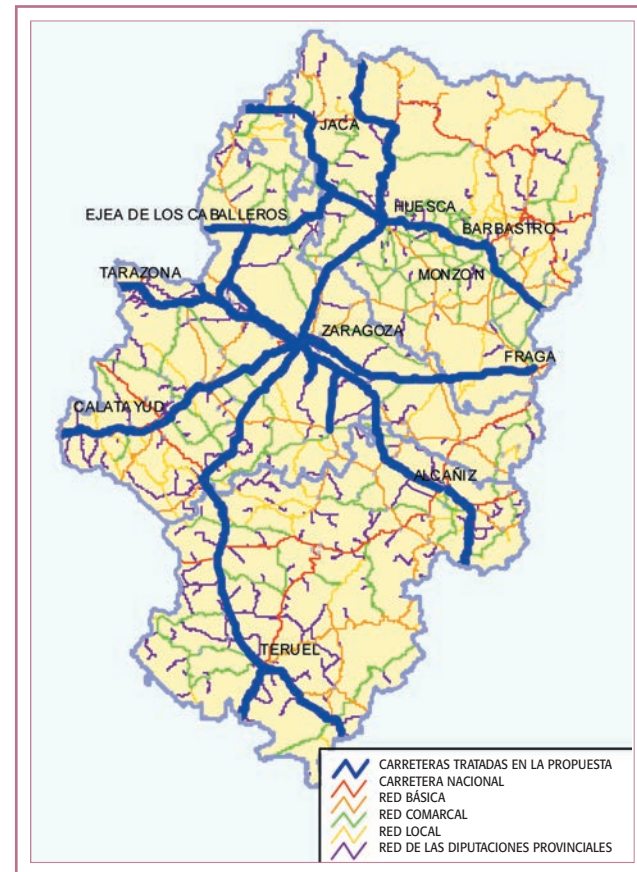 JACA
HUESCA
EJEA DE LOS CABALLEROS
BARBASTRO
TARAZONA
MONZÓN
ZARAGOZA
FRAGA
CALATAYUD
ALCAÑIZ
TERUEL
CARRETERAS TRATADAS EN LA PROPUESTA
CARRETERA NACIONAL
RED BÁSICA
RED COMARCAL
RED LOCAL
RED DE LAS DIPUTACIONES PROVINCIALES